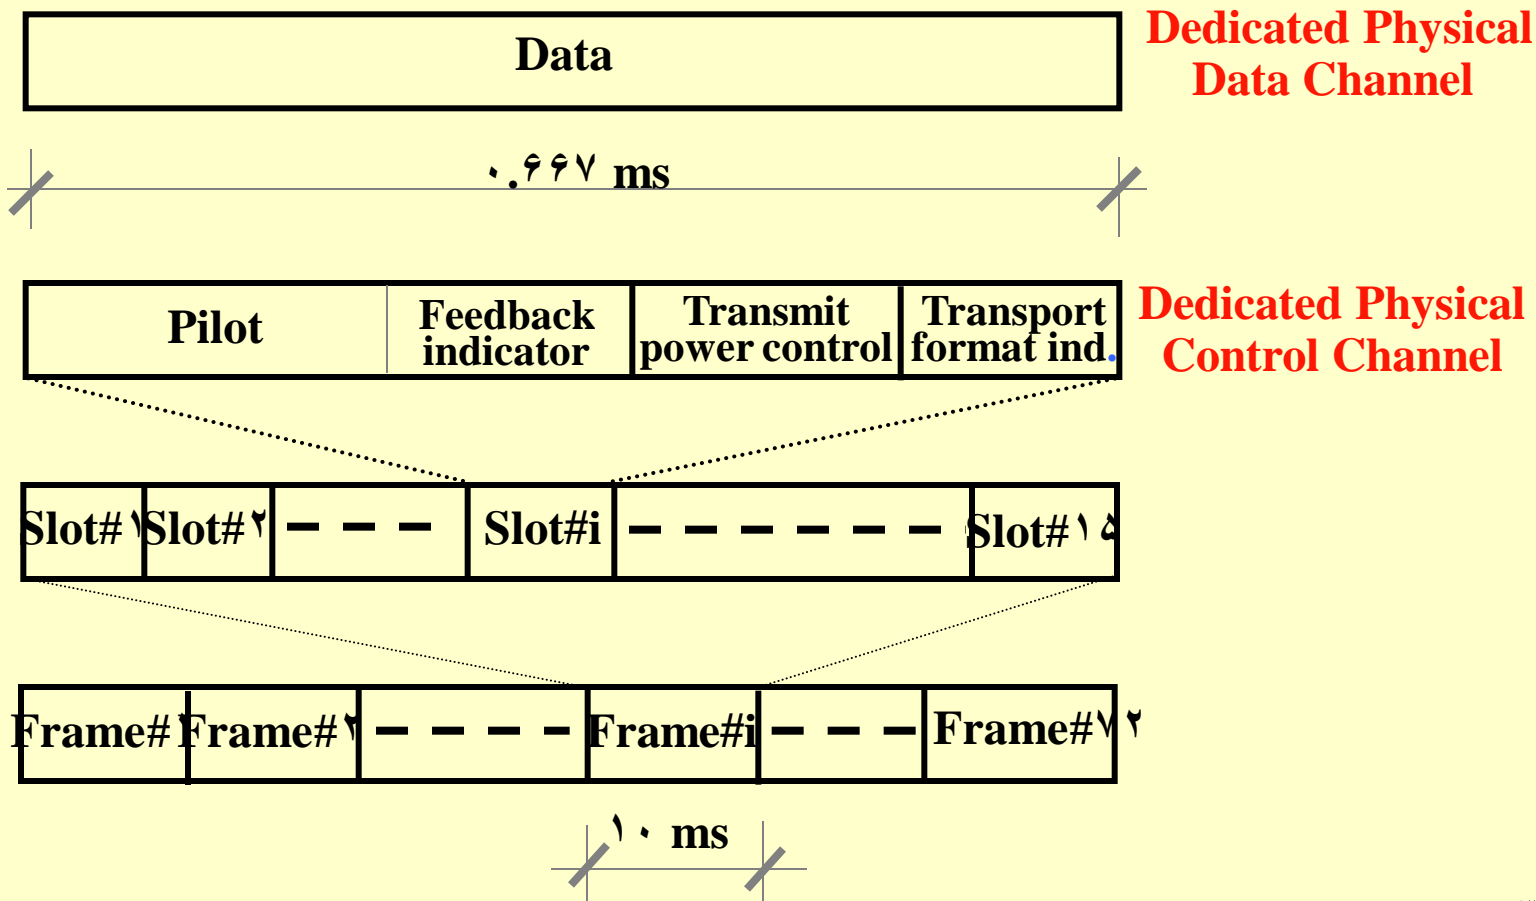 Data
Dedicated Physical
Data Channel
۰.۶۶۷ ms
Pilot
Feedback
indicator
Transmit
power control
Transport
format ind.
Dedicated Physical
Control Channel
Slot#۱
Slot#۲
Slot#i
Slot#۱۵
Frame#
Frame#۲
Frame#i
Frame#۷۲
۱۰ ms